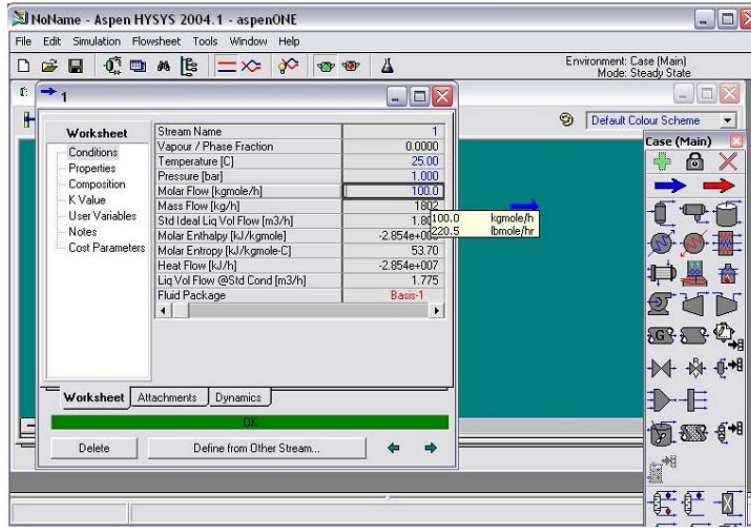 NoName - Aspen HYSYS 2004.1 - aspenONE
File Edit Simulation Flowsheet Tools Window Help
Environment: Case (Main)
Mode: Steady State
1
Default Colour Scheme
Case (Main)
Worksheet
Conditions
Properties
Composition
K Value
User Variables
Notes
Cost Parameters
Stream Name 1
Vapour / Phase Fraction 0.0000
Temperature [C] 25.00
Pressure [bar] 1.000
Molar Flow [kgmole/h] 100.0
Mass Flow [kg/h] 1802
Std Ideal Liq Vol Flow [m3/h] 1.80
Molar Enthalpy [kJ/kgmole] -2.854e+00
Molar Entropy [kJ/kgmole-C] 53.70
Heat Flow [kJ/h] -2.854e+007
Liq Vol Flow @Std Cond [m3/h] 1.775
Fluid Package Basis-1
100.0 kgmole/h
220.5 lbmole/hr
Worksheet Attachments Dynamics
OK
Delete Define from Other Stream...